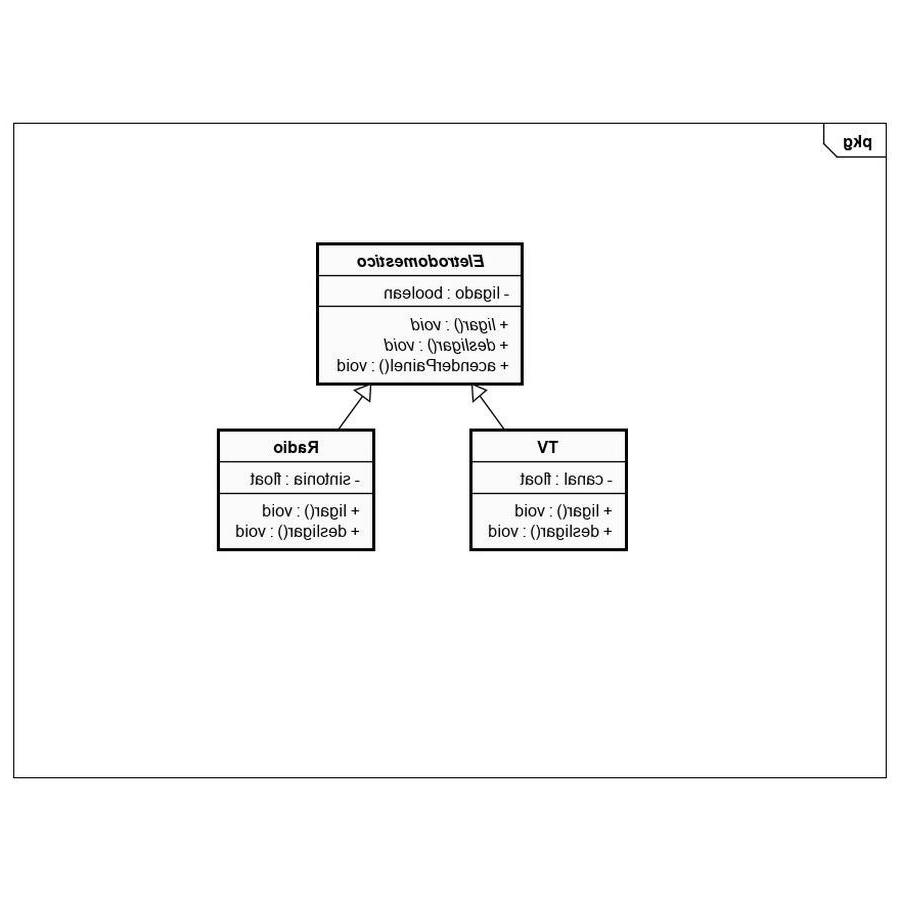 pkg
Eletrodomestico
- ligado : boolean
+ ligar() : void
+ desligar() : void
+ acenderPainel() : void
TV
- canal : float
+ ligar() : void
+ desligar() : void
Radio
- sintonia : float
+ ligar() : void
+ desligar() : void